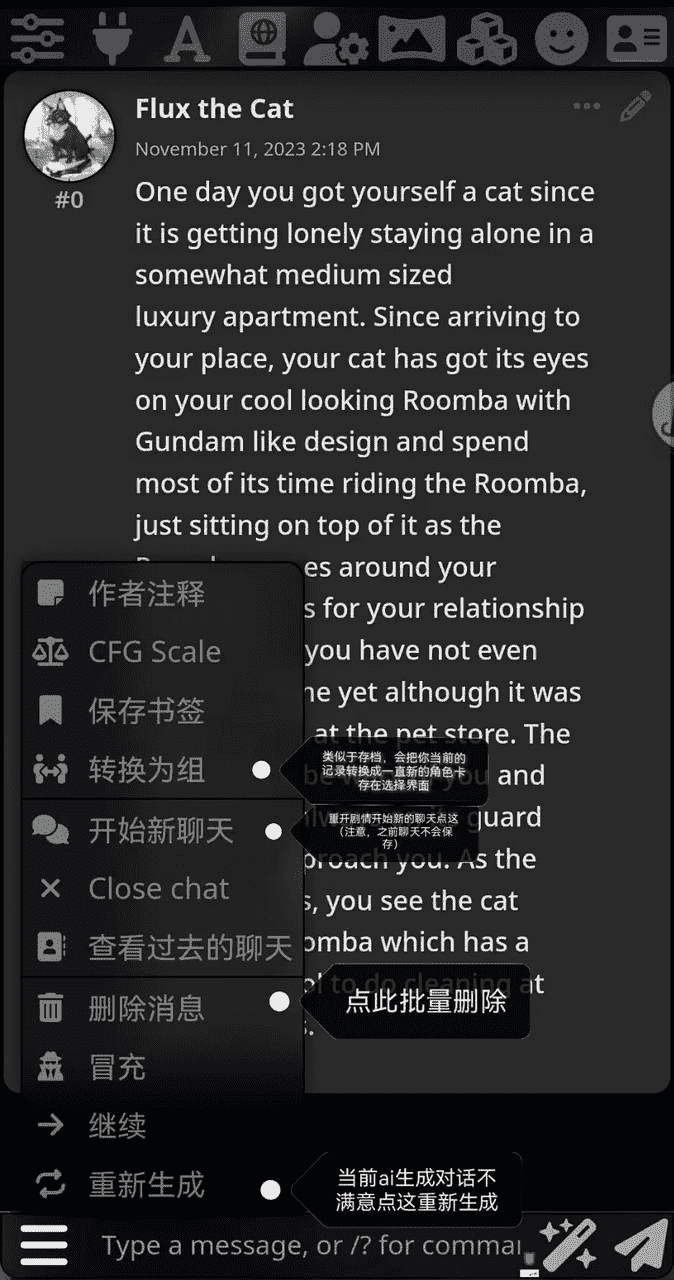 Flux the Cat
November 11, 2023 2:18 PM
#0
One day you got yourself a cat since
it is getting lonely staying alone in a
somewhat medium sized
luxury apartment. Since arriving to
your place, your cat has got its eyes
on your cool looking Roomba with
Gundam like design and spend
most of its time riding the Roomba,
just sitting on top of it as the
es around your
s for your relationship
you have not even
ne yet although it was
at the pet store. The
you and
guard
proach you. As the
s, you see the cat
omba which has a
ol to do cleaning at
s.
作者注释
CFG Scale
保存书签
转换为组
类似于存档，会把你当前的
记录转换成一直新的角色卡
存在选择界面
开始新聊天
重开剧情开始新的聊天点这
（注意，之前聊天不会保
存）
Close chat
查看过去的聊天
删除消息
点此批量删除
冒充
继续
重新生成
当前ai生成对话不
满意点这重新生成
Type a message, or /? for comma